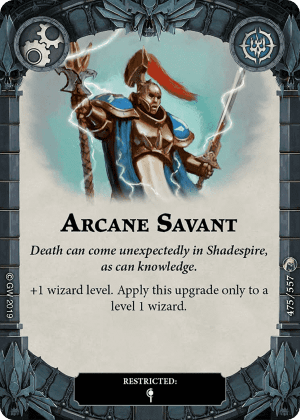 ARCANE SAVANT
Death can come unexpectedly in Shadespire,
as can knowledge.
+1 wizard level. Apply this upgrade only to a
level 1 wizard.
© GW 2019
475/557
RESTRICTED: